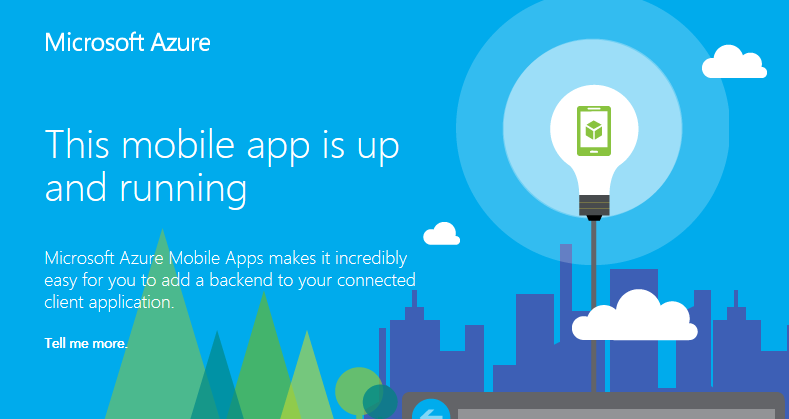 Microsoft Azure
This mobile app is up
and running
Microsoft Azure Mobile Apps makes it incredibly
easy for you to add a backend to your connected
client application.
Tell me more.